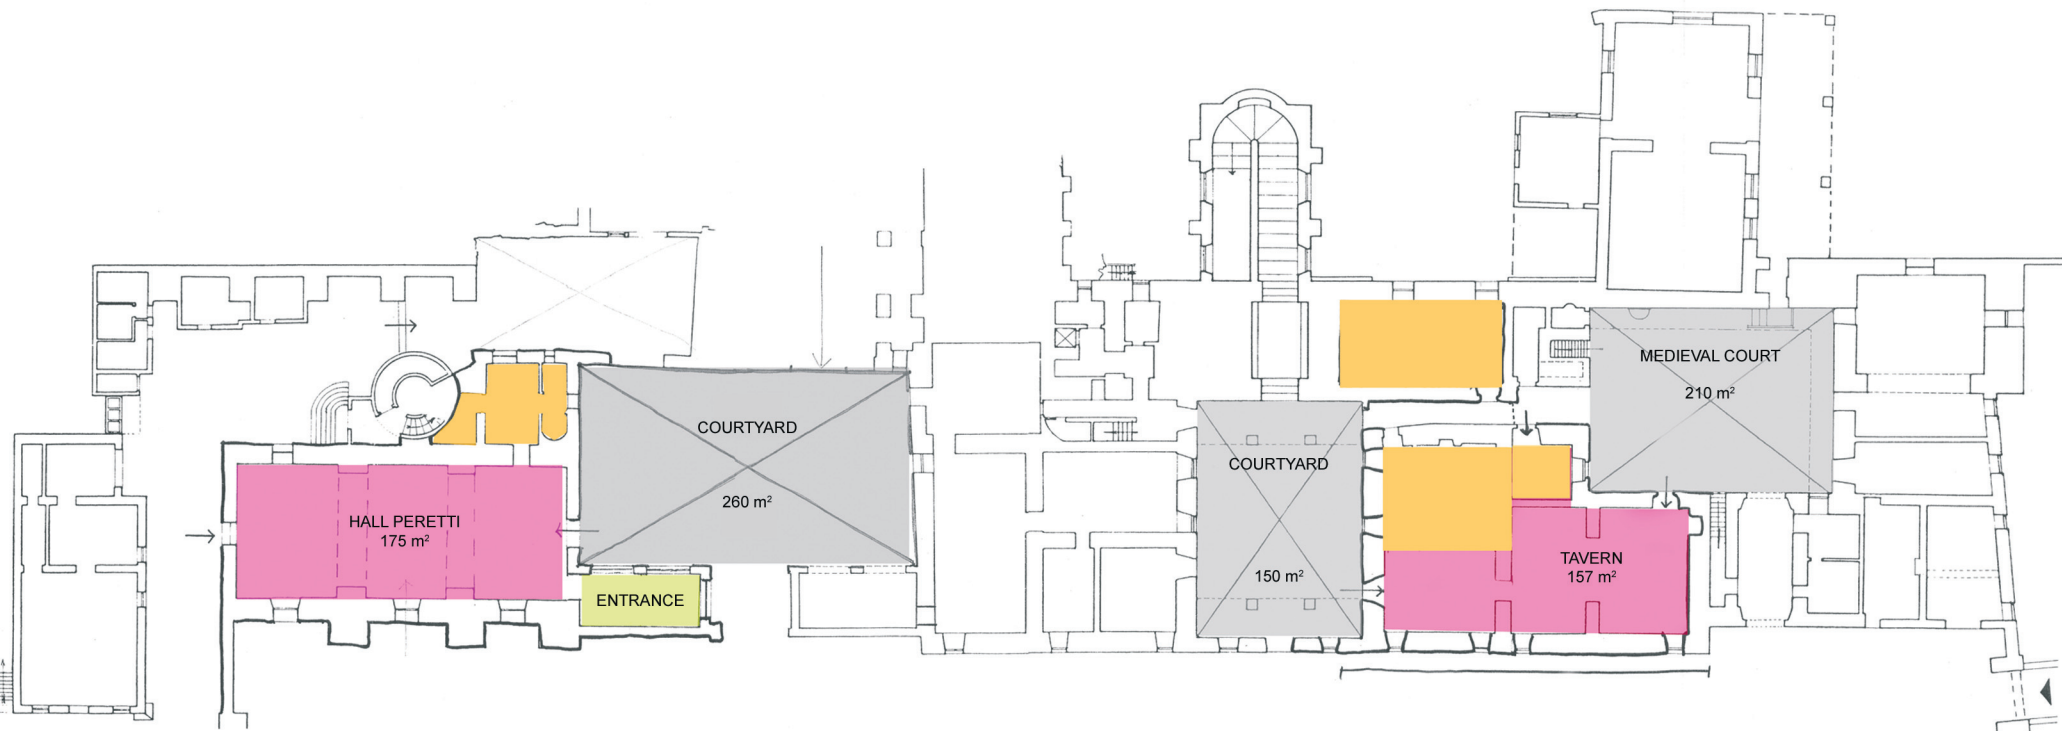 MEDIEVAL COURT
210 m²
COURTYARD
260 m²
COURTYARD
150 m²
HALL PERETTI
175 m²
TAVERN
157 m²
ENTRANCE